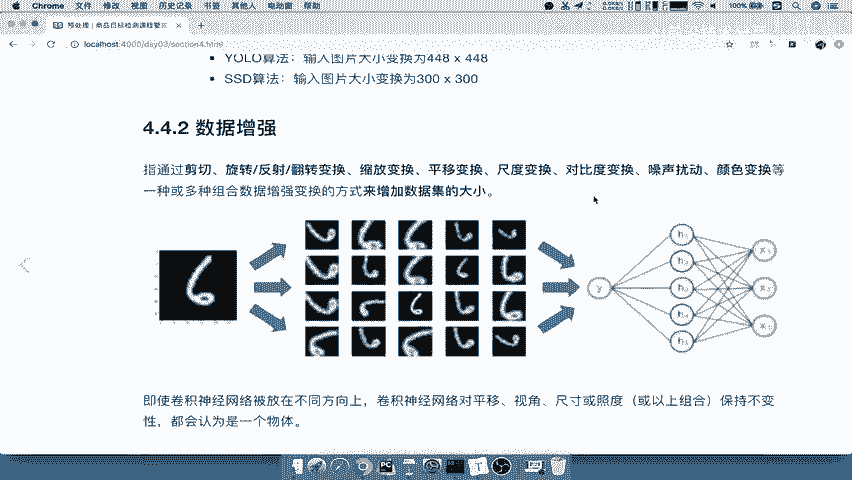 Chrome 文件 修改 视图 历史记录 书签 其他人 电动窗 帮助
100%
预处理 | 商品目标检测课程暂
localhost:4000/day02/section4.html
YOLO算法：输入图片大小变换为448 x 448
SSD算法：输入图片大小变换为300 x 300
4.4.2 数据增强
指通过剪切、旋转/反射/翻转变换、缩放变换、平移变换、尺度变换、对比度变换、噪声扰动、颜色变换等
一种或多种组合数据增强变换的方式来增加数据集的大小。
y
即使卷积神经网络被放在不同方向上，卷积神经网络对平移、视角、尺寸或照度（或以上组合）保持不变
性，都会认为是一个物体。